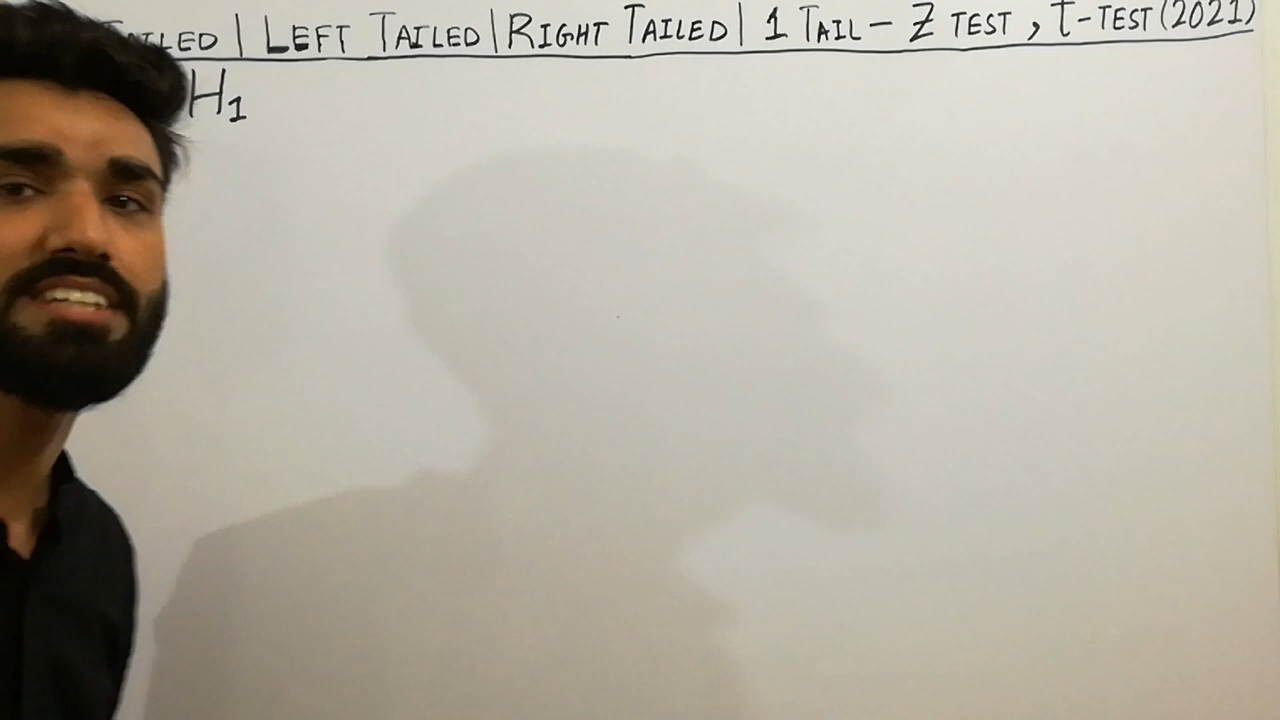 TAILED | LEFT TAILED | RIGHT TAILED | 1 TAIL - Z TEST , t-TEST (2021)
H1